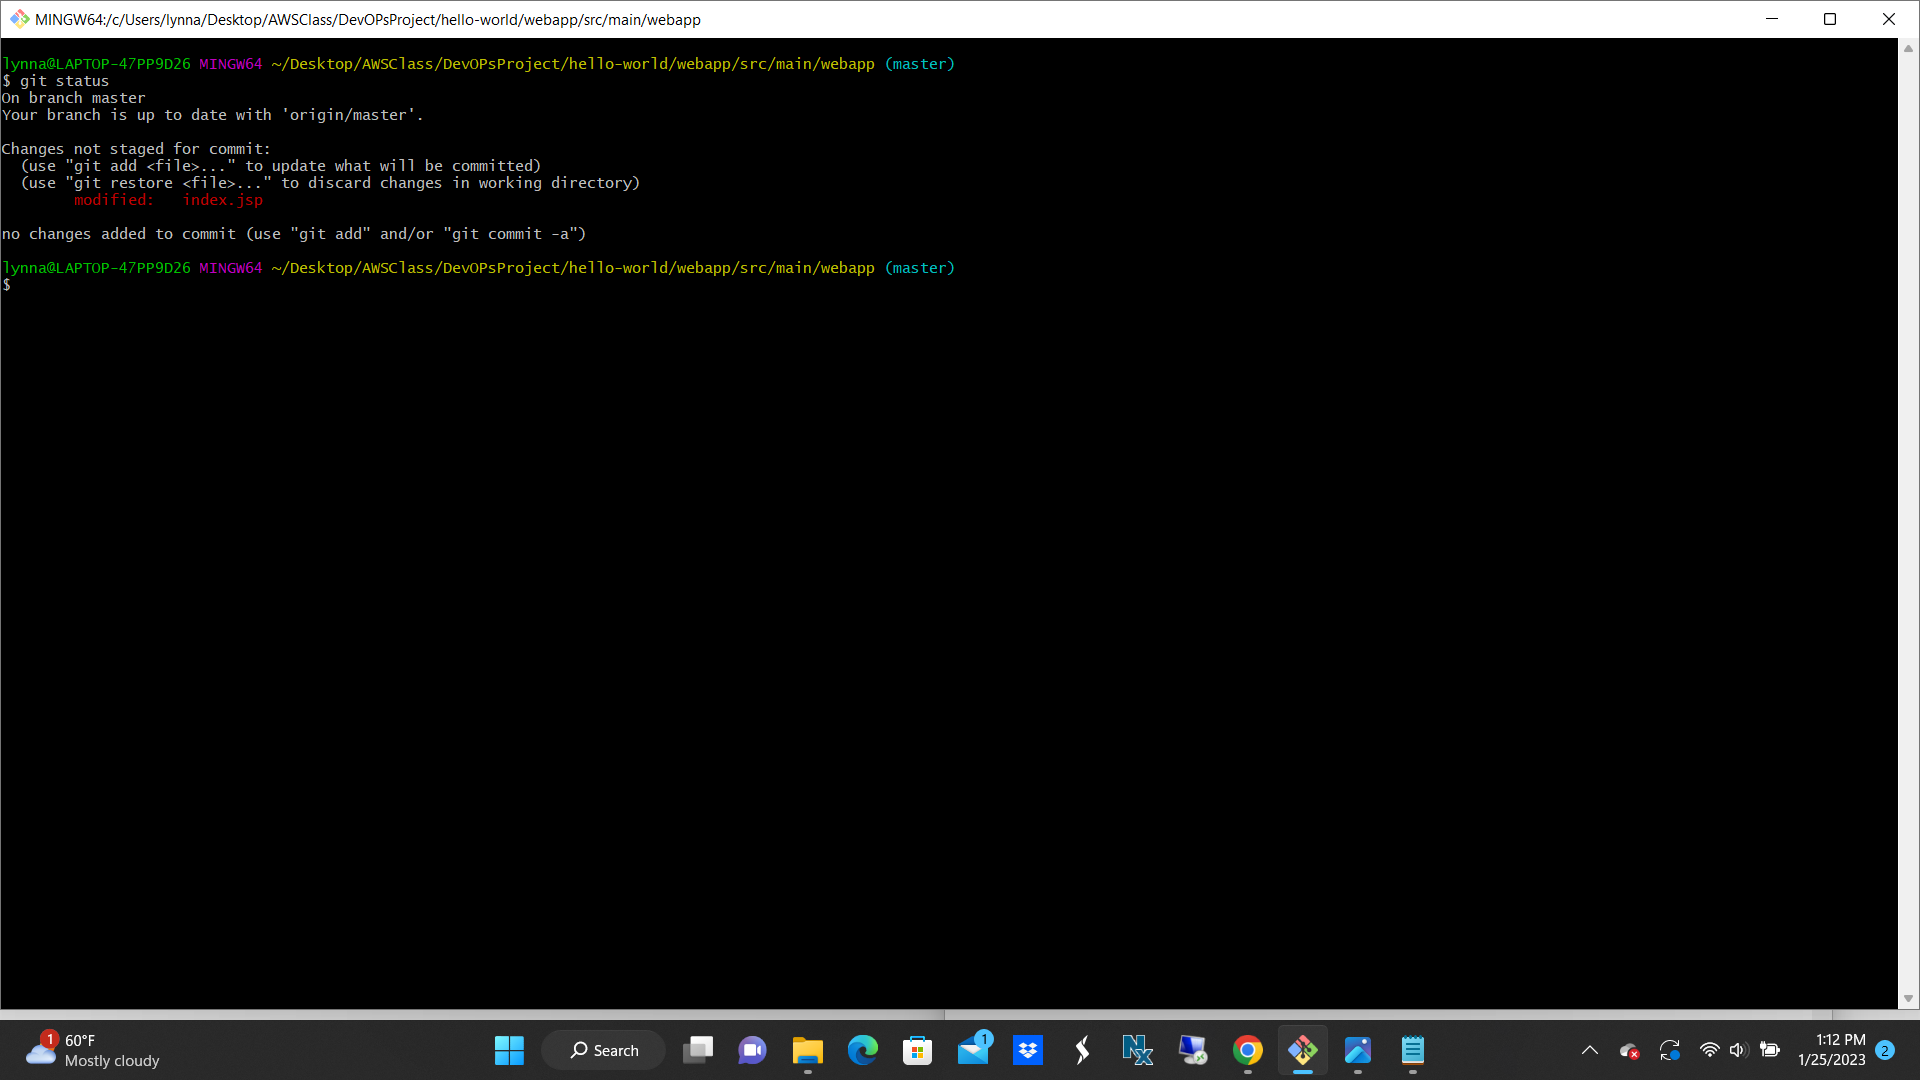 MINGW64:/c/Users/lynna/Desktop/AWSClass/DevOPsProject/hello-world/webapp/src/main/webapp
lynna@LAPTOP-47PP9D26 MINGW64 ~/Desktop/AWSClass/DevOPsProject/hello-world/webapp/src/main/webapp (master)
$ git status
On branch master
Your branch is up to date with 'origin/master'.
Changes not staged for commit:
  (use "git add <file>..." to update what will be committed)
  (use "git restore <file>..." to discard changes in working directory)
        modified:   index.jsp
no changes added to commit (use "git add" and/or "git commit -a")
lynna@LAPTOP-47PP9D26 MINGW64 ~/Desktop/AWSClass/DevOPsProject/hello-world/webapp/src/main/webapp (master)
$
1
60°F
Mostly cloudy
Search
1
Nx
1:12 PM
1/25/2023
2